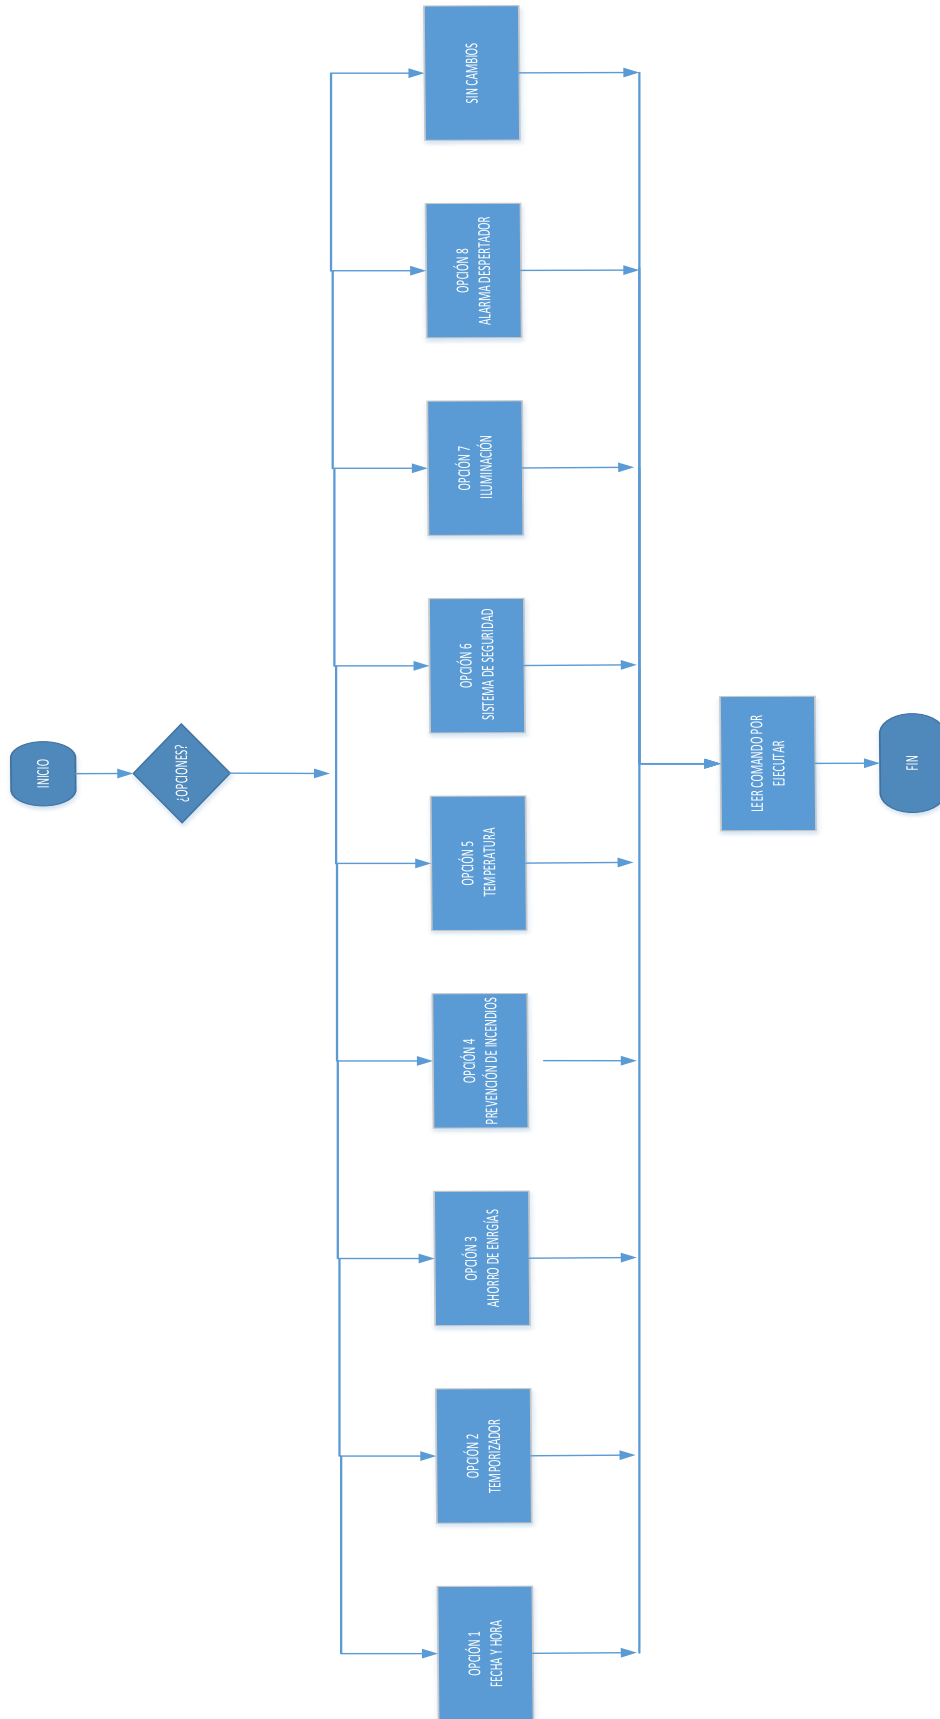 INICIO
¿OPCIONES?
OPCIÓN 1
FECHA Y HORA
OPCIÓN 2
TEMPORIZADOR
OPCIÓN 3
AHORRO DE ENRGÍAS
OPCIÓN 4
PREVENCIÓN DE INCENDIOS
OPCIÓN 5
TEMPERATURA
OPCIÓN 6
SISTEMA DE SEGURIDAD
OPCIÓN 7
ILUMINACIÓN
OPCIÓN 8
ALARMA DESPERTADOR
SIN CAMBIOS
LEER COMANDO POR
EJECUTAR
FIN